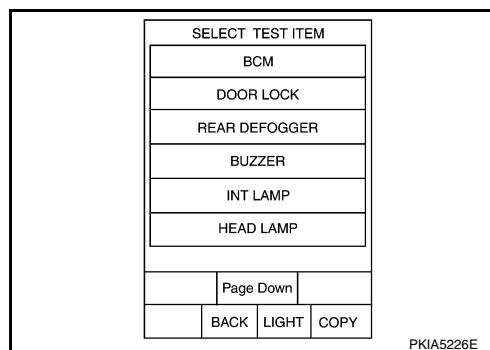 SELECT TEST ITEM
BCM
DOOR LOCK
REAR DEFOGGER
BUZZER
INT LAMP
HEAD LAMP
Page Down
BACK LIGHT COPY
PKIA5226E